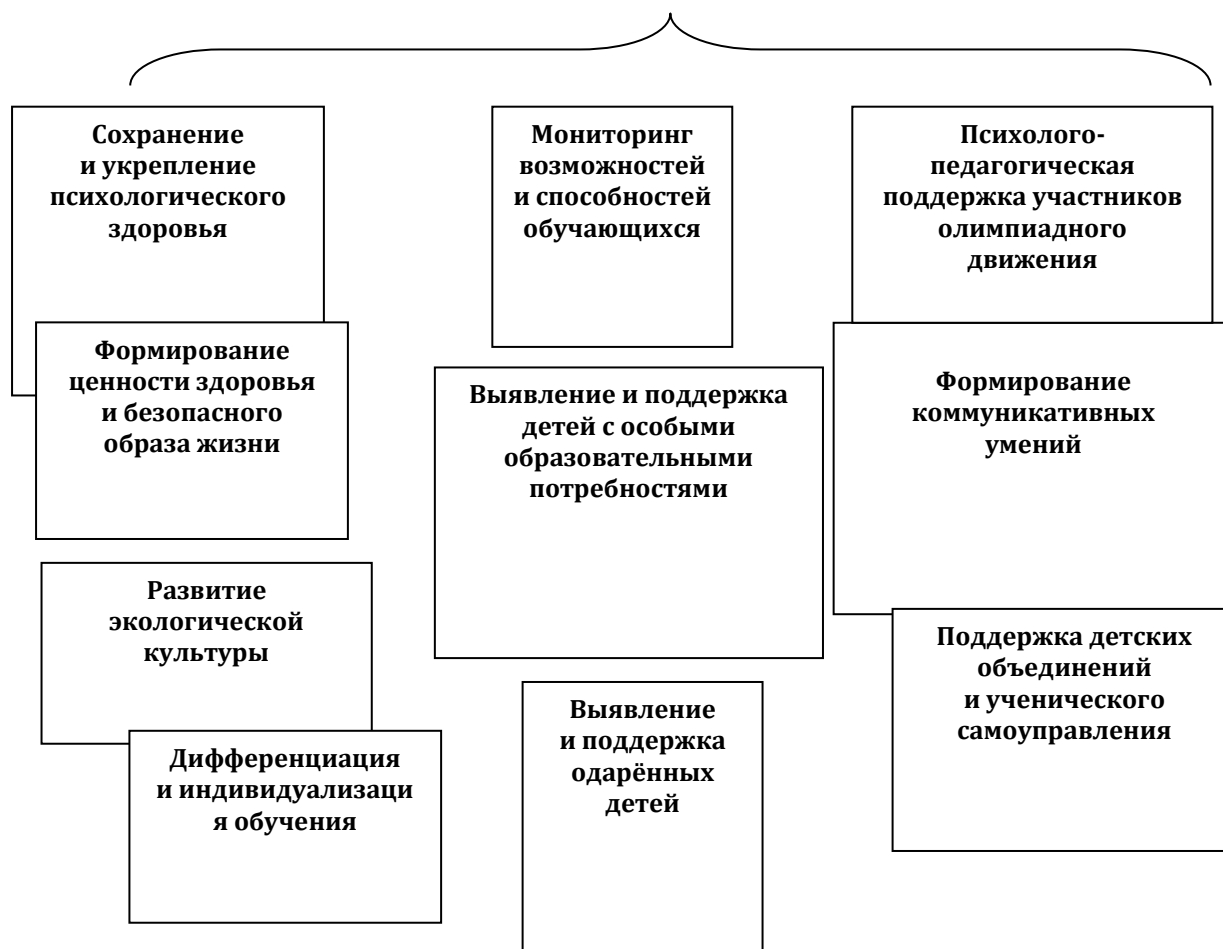 Сохранение
и укрепление
психологического
здоровья
Формирование
ценности здоровья
и безопасного
образа жизни
Развитие
экологической
культуры
Дифференциация
и индивидуализаци
я обучения
Мониторинг
возможностей
и способностей
обучающихся
Выявление и поддержка
детей с особыми
образовательными
потребностями
Выявление
и поддержка
одарённых
детей
Психолого-
педагогическая
поддержка участников
олимпиадного
движения
Формирование
коммуникативных
умений
Поддержка детских
объединений
и ученического
самоуправления